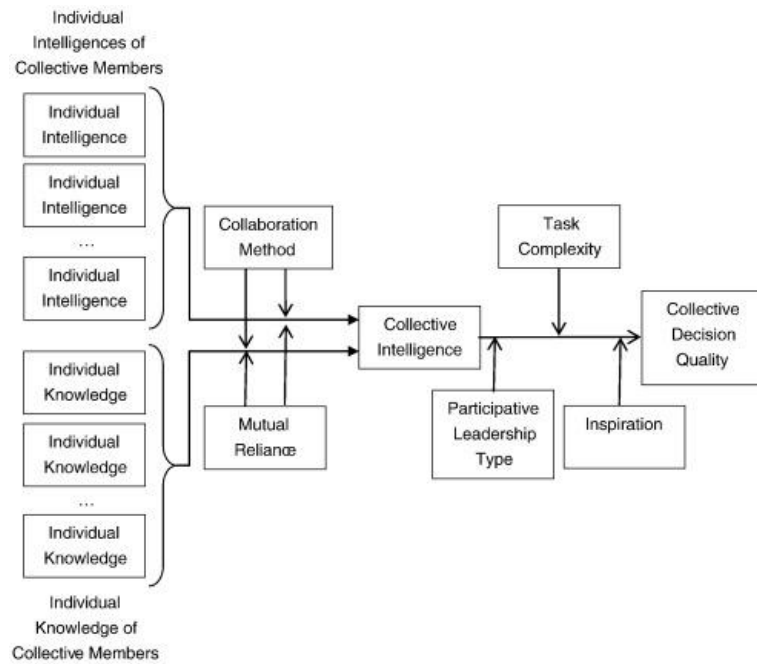 Individual
Intelligences of
Collective Members
Individual
Intelligence
Individual
Intelligence
...
Individual
Intelligence
Individual
Knowledge
Individual
Knowledge
...
Individual
Knowledge
Individual
Knowledge of
Collective Members
Collaboration
Method
Mutual
Reliance
Collective
Intelligence
Task
Complexity
Participative
Leadership
Type
Inspiration
Collective
Decision
Quality